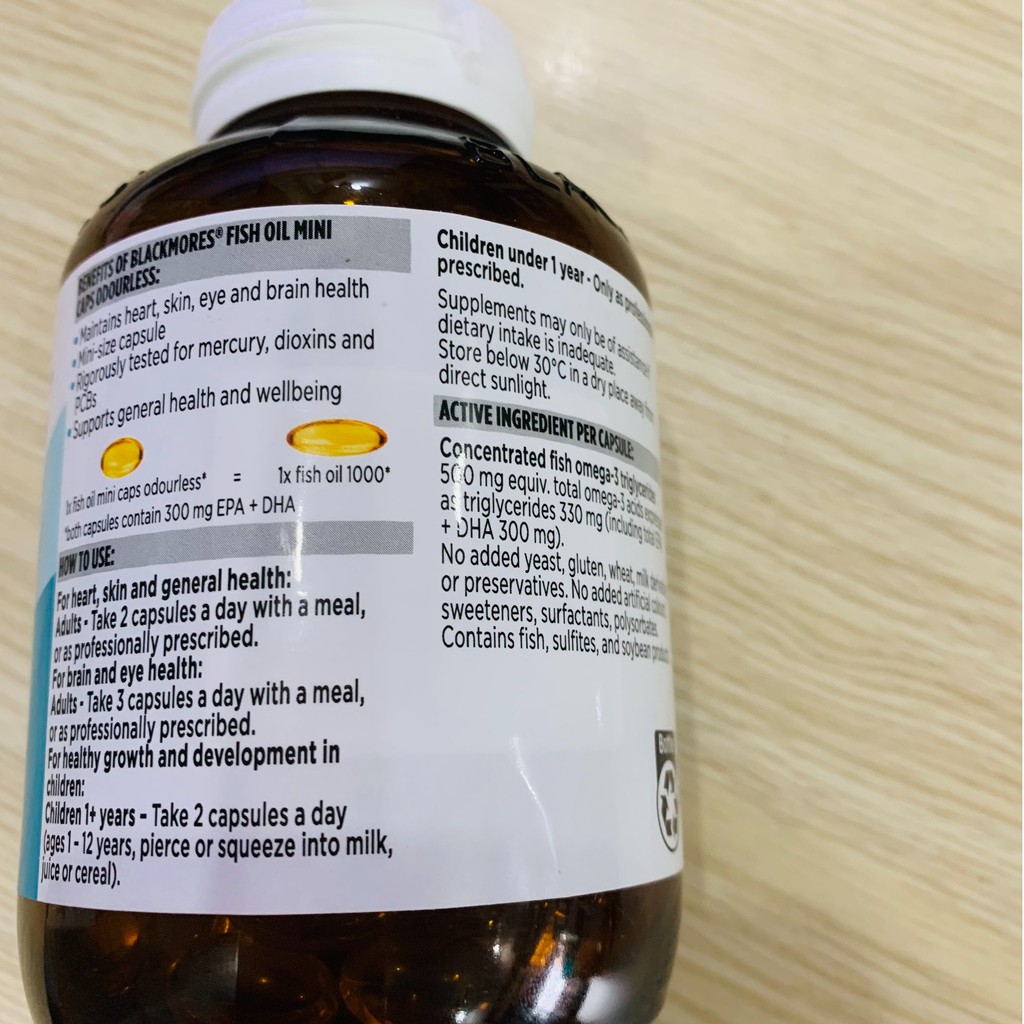 BENEFITS OF BLACKMORES® FISH OIL MINI
CAPS ODOURLESS:
• Maintains heart, skin, eye and brain health
• Mini-size capsule
• Rigorously tested for mercury, dioxins and
PCBs
• Supports general health and wellbeing
1x fish oil mini caps odourless* = 1x fish oil 1000*
*both capsules contain 300 mg EPA + DHA
HOW TO USE:
For heart, skin and general health:
Adults - Take 2 capsules a day with a meal,
or as professionally prescribed.
For brain and eye health:
Adults - Take 3 capsules a day with a meal,
or as professionally prescribed.
For healthy growth and development in
children:
Children 1+ years – Take 2 capsules a day
(ages 1 - 12 years, pierce or squeeze into milk,
juice or cereal).
Children under 1 year - Only as professionally
prescribed.
Supplements may only be of assistance if
dietary intake is inadequate.
Store below 30°C in a dry place away from
direct sunlight.
ACTIVE INGREDIENT PER CAPSULE:
Concentrated fish omega-3 triglycerides
500 mg equiv. total omega-3 acids
as triglycerides 330 mg (including total EPA
+ DHA 300 mg).
No added yeast, gluten, wheat, milk
or preservatives. No added artificial
sweeteners, surfactants, polysorbates.
Contains fish, sulfites, and soybean